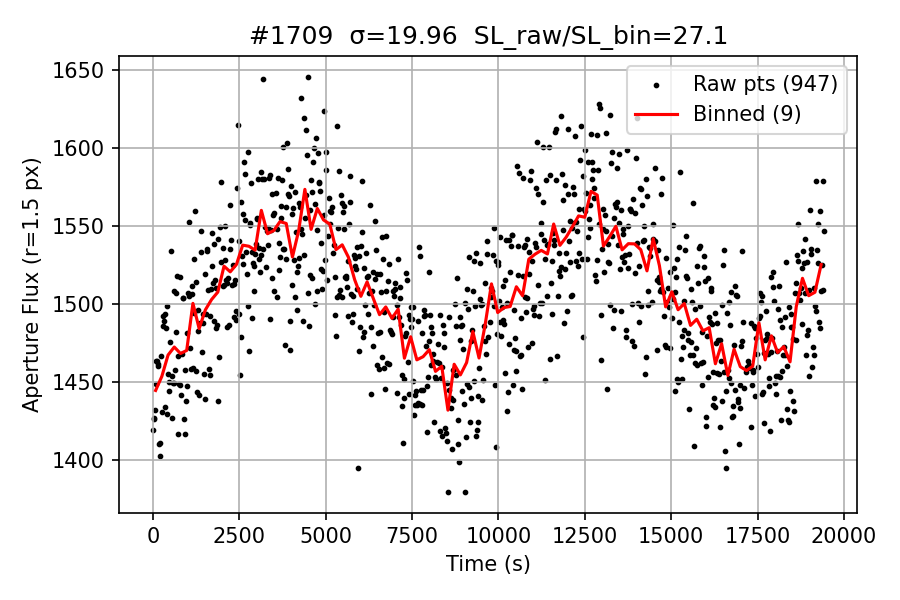 #1709  σ=19.96  SL_raw/SL_bin=27.1
Raw pts (947)
Binned (9)
Aperture Flux (r=1.5 px)
1650
1600
1550
1500
1450
1400
0 2500 5000 7500 10000 12500 15000 17500 20000
Time (s)